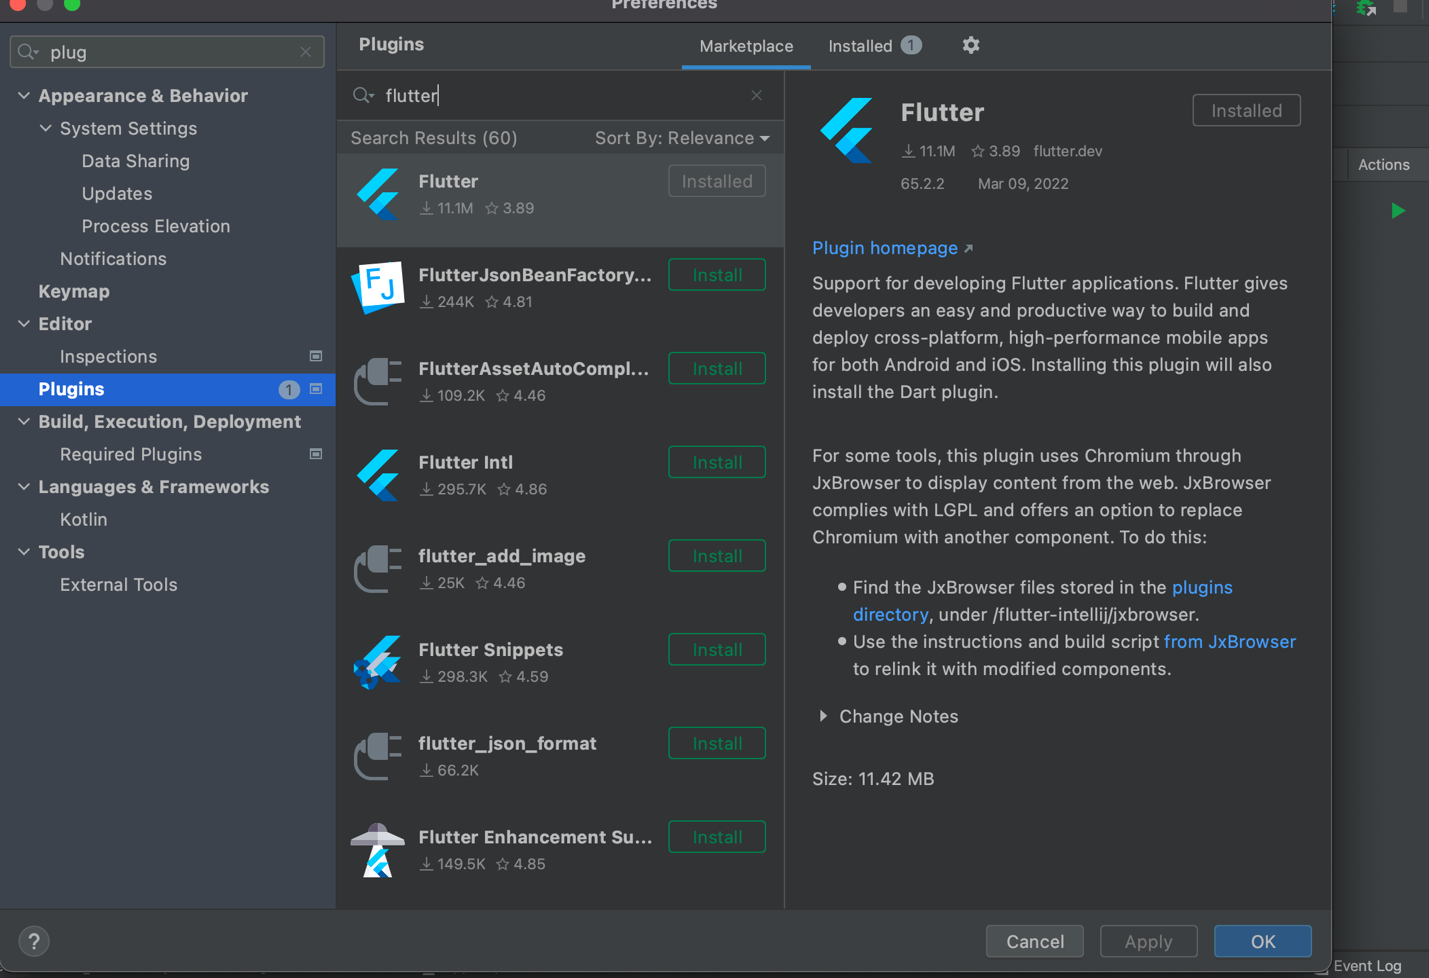 Preferences
plug
Appearance & Behavior
System Settings
Data Sharing
Updates
Process Elevation
Notifications
Keymap
Editor
Inspections
Plugins 1
Build, Execution, Deployment
Required Plugins
Languages & Frameworks
Kotlin
Tools
External Tools
Plugins
Marketplace
Installed 1
flutter
Search Results (60) Sort By: Relevance
Flutter
11.1M 3.89
Installed
FlutterJsonBeanFactory...
244K 4.81
Install
FlutterAssetAutoCompl...
109.2K 4.46
Install
Flutter Intl
295.7K 4.86
Install
flutter_add_image
25K 4.46
Install
Flutter Snippets
298.3K 4.59
Install
flutter_json_format
66.2K
Install
Flutter Enhancement Su...
149.5K 4.85
Install
FJ
Flutter
Installed
11.1M 3.89 flutter.dev
65.2.2 Mar 09, 2022
Plugin homepage
Support for developing Flutter applications. Flutter gives
developers an easy and productive way to build and
deploy cross-platform, high-performance mobile apps
for both Android and iOS. Installing this plugin will also
install the Dart plugin.
For some tools, this plugin uses Chromium through
JxBrowser to display content from the web. JxBrowser
complies with LGPL and offers an option to replace
Chromium with another component. To do this:
• Find the JxBrowser files stored in the plugins
directory, under /flutter-intellij/jxbrowser.
• Use the instructions and build script from JxBrowser
to relink it with modified components.
Change Notes
Size: 11.42 MB
?
Cancel
Apply
OK
Actions
Event Log